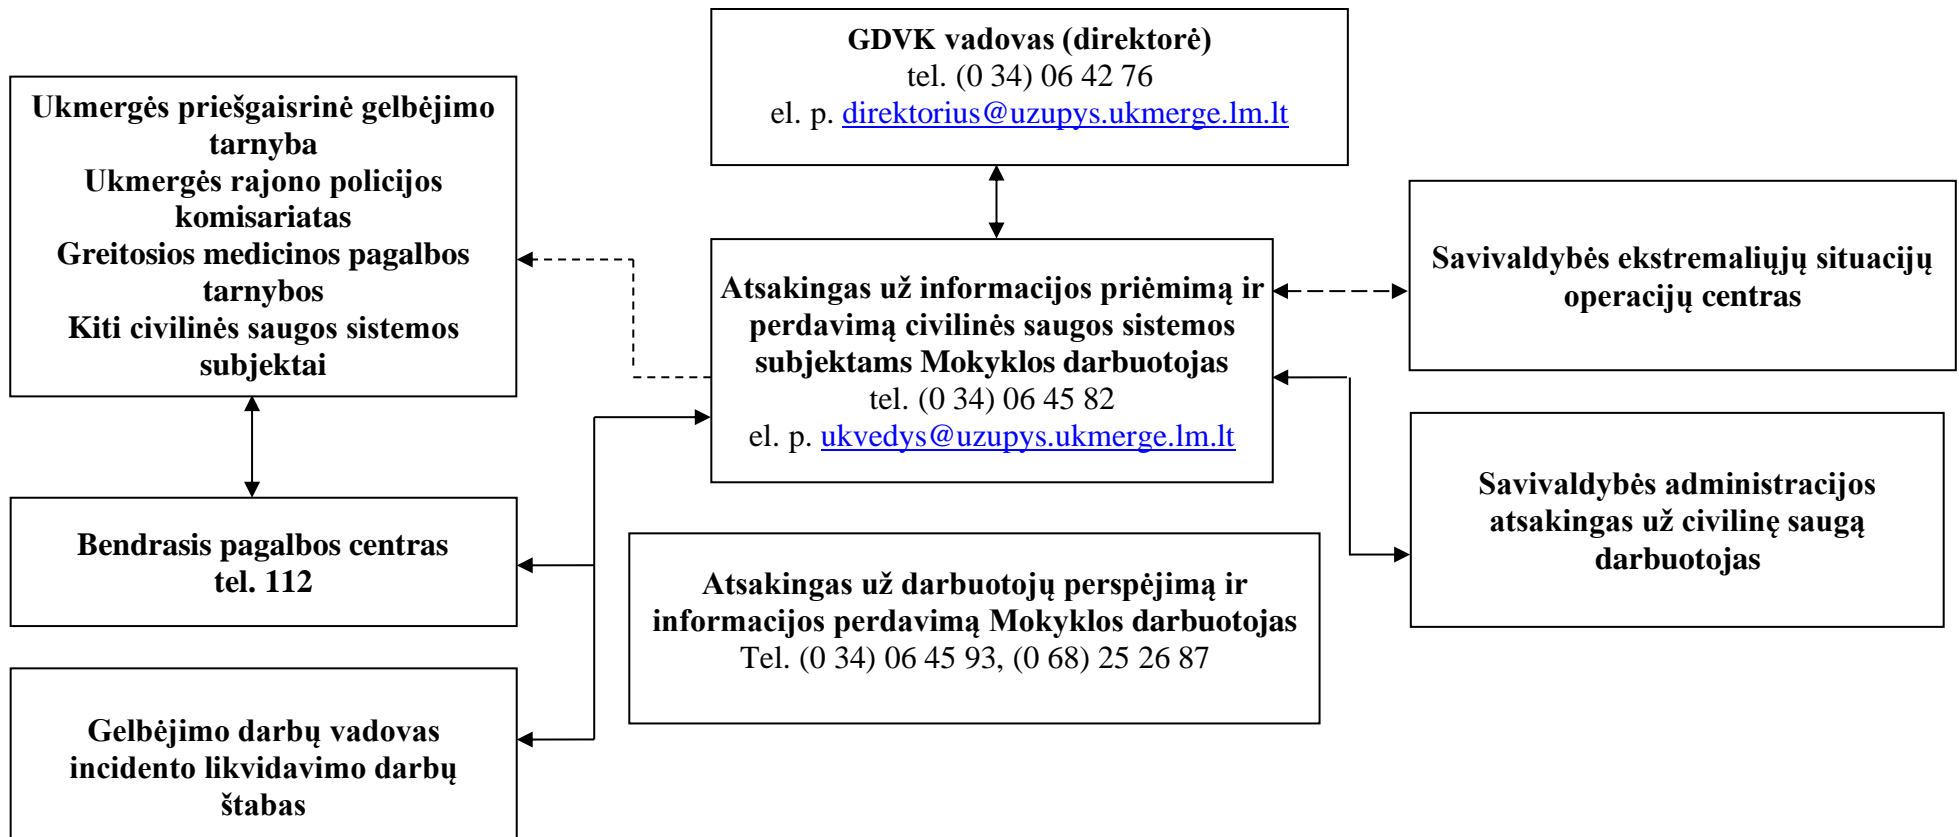 GDVK vadovas (direktorė)
tel. (0 34) 06 42 76
el. p. direktorius@uzupys.ukmerge.lm.lt
Ukmergės priešgaisrinė gelbėjimo
tarnyba
Ukmergės rajono policijos
komisariatas
Greitosios medicinos pagalbos
tarnybos
Kiti civilinės saugos sistemos
subjektai
Atsakingas už informacijos priėmimą ir
perdavimą civilinės saugos sistemos
subjektams Mokyklos darbuotojas
tel. (0 34) 06 45 82
el. p. ukvedys@uzupys.ukmerge.lm.lt
Savivaldybės ekstremaliųjų situacijų
operacijų centras
Savivaldybės administracijos
atsakingas už civilinę saugą
darbuotojas
Bendrasis pagalbos centras
tel. 112
Atsakingas už darbuotojų perspėjimą ir
informacijos perdavimą Mokyklos darbuotojas
Tel. (0 34) 06 45 93, (0 68) 25 26 87
Gelbėjimo darbų vadovas
incidento likvidavimo darbų
štabas